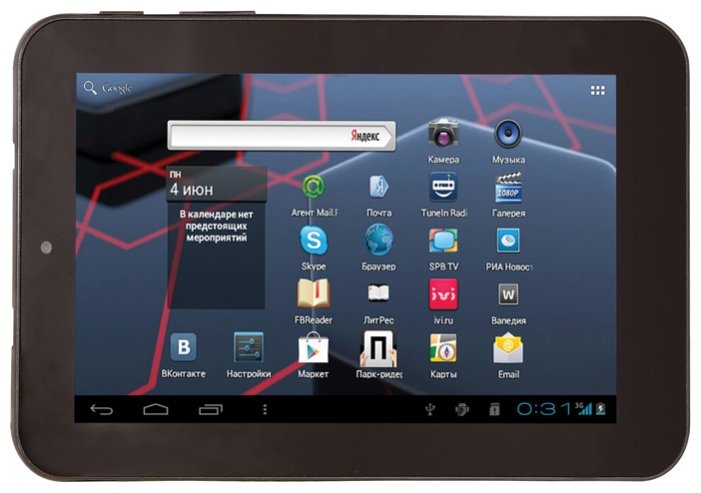 Google
Яндекс
Камера
Музыка
ПН
4 июн
В календаре нет
предстоящих
мероприятий
Агент Mail.F
Почта
TuneIn Radi
Галерея
1080P
Skype
Браузер
SPB TV
РИА Новост
FBReader
ЛитРес
ivi
ivi.ru
W
Вапедия
B
ВКонтакте
Настройки
Маркет
П
Парк-ридер
Карты
Email
0:31
3G